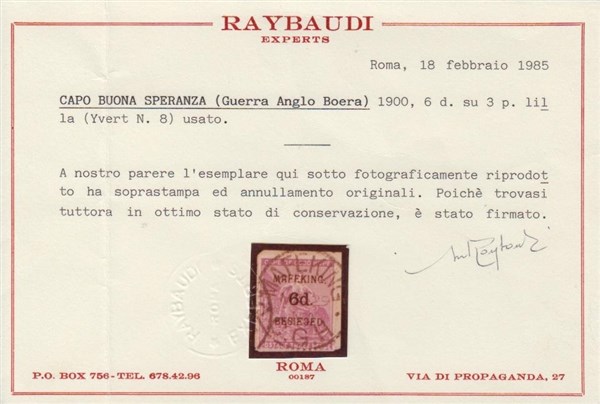 RAYBAUDI
EXPERTS
Roma, 18 febbraio 1985
CAPO BUONA SPERANZA (Guerra Anglo Boera) 1900, 6 d. su 3 p. lil
la (Yvert N. 8) usato.
A nostro parere l'esemplare qui sotto fotograficamente riprodot
to ha soprastampa ed annullamento originali. Poichè trovasi
tuttora in ottimo stato di conservazione, è stato firmato.
RAYBAUDI
MAFEKING
MAFEKING
6d.
BESIEGED
ROMA
00187
P.O. BOX 756-TEL. 678.42.96
VIA DI PROPAGANDA, 27